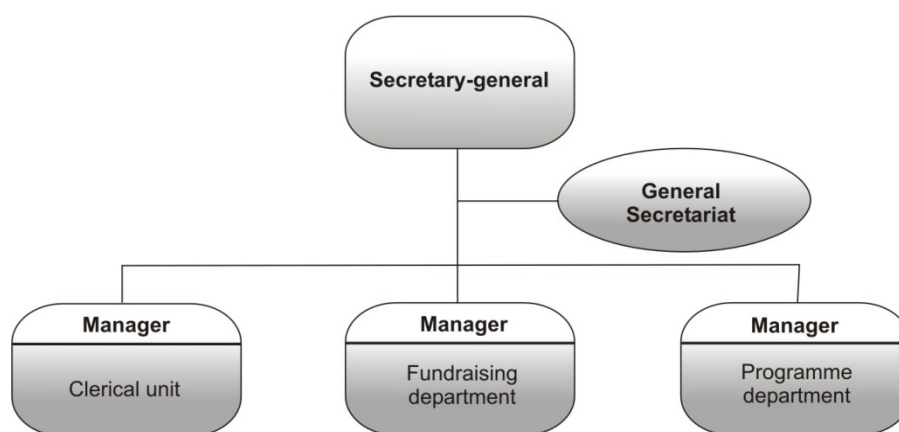 Secretary-general
General
Secretariat
Manager
Clerical unit
Manager
Fundraising
department
Manager
Programme
department